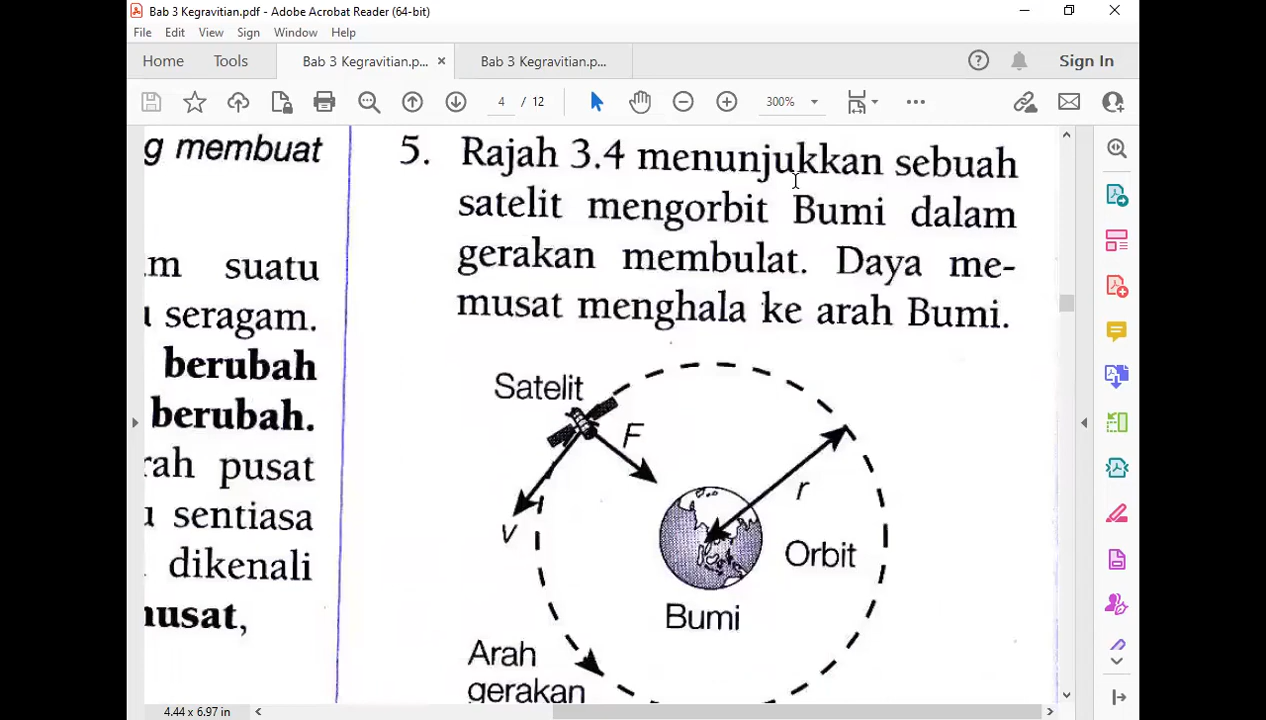 Bab 3 Kegravitian.pdf - Adobe Acrobat Reader (64-bit)
File Edit View Sign Window Help
Home Tools Bab 3 Kegravitian.p... × Bab 3 Kegravitian.p... Sign In
4 / 12 300%
g membuat
am suatu
u seragam.
berubah
berubah.
rah pusat
u sentiasa
dikenali
nusat,
5. Rajah 3.4 menunjukkan sebuah
satelit mengorbit Bumi dalam
gerakan membulat. Daya me-
musat menghala ke arah Bumi.
Satelit
F
r
v
Orbit
Bumi
Arah
gerakan
4.44 x 6.97 in